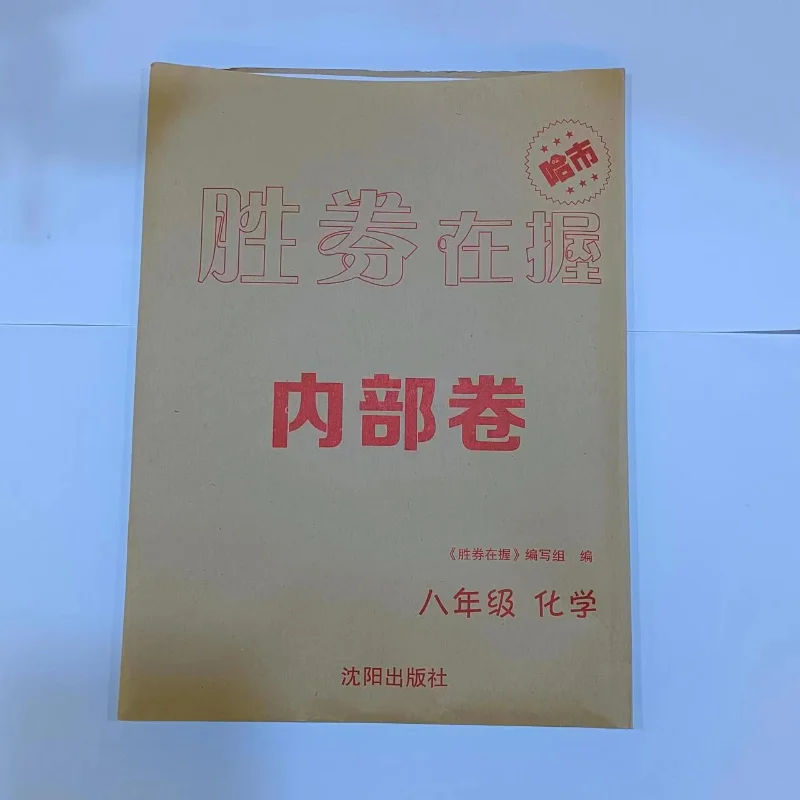 哈市
胜券在握
内部卷
《胜券在握》编写组 编
八年级 化学
沈阳出版社